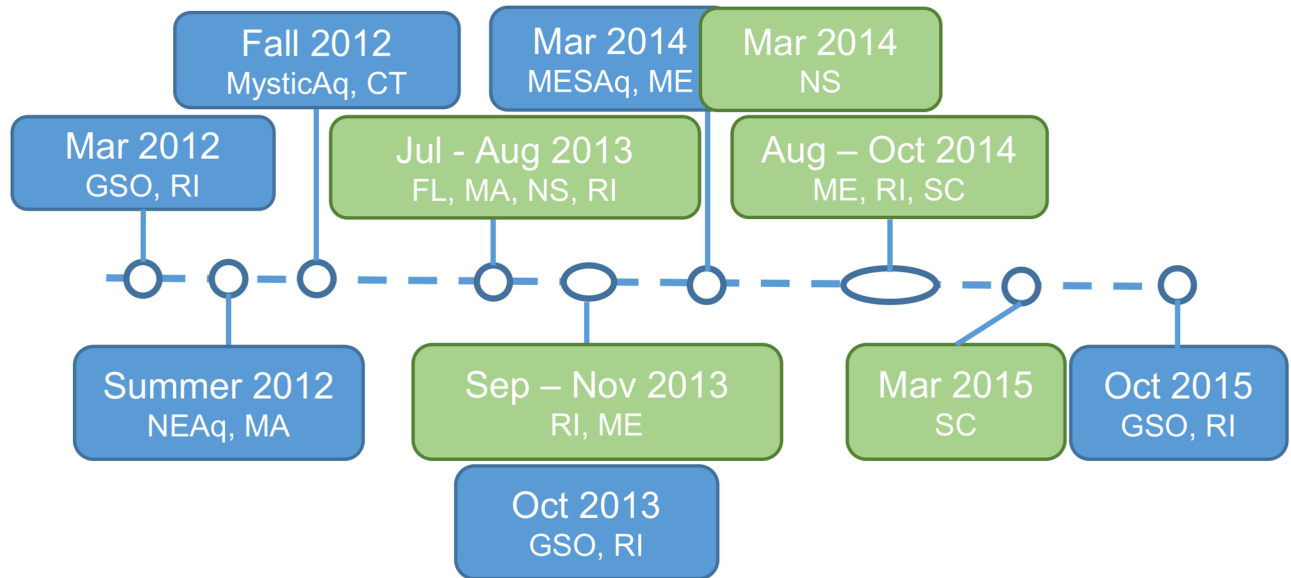 Fall 2012
MysticAq, CT
Mar 2014
MESAq, ME
Mar 2014
NS
Mar 2012
GSO, RI
Jul - Aug 2013
FL, MA, NS, RI
Aug – Oct 2014
ME, RI, SC
Summer 2012
NEAq, MA
Sep – Nov 2013
RI, ME
Mar 2015
SC
Oct 2015
GSO, RI
Oct 2013
GSO, RI